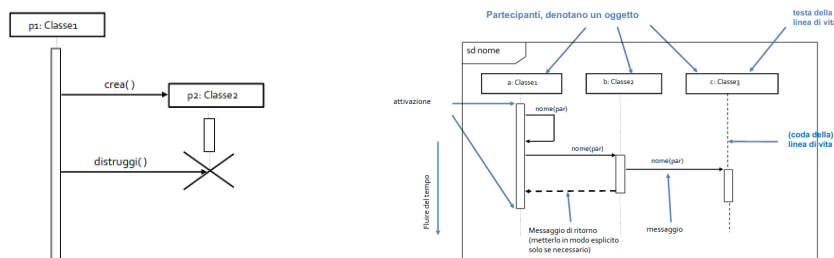 p1: Classe1
crea( )
p2: Classe2
distruggi( )
Partecipanti, denotano un oggetto
testa della
linea di vita
sd nome
a: Classe1
b: Classe2
c: Classe3
attivazione
nome(par)
nome(par)
nome(par)
(coda della)
linea di vita
Fluire del tempo
Messaggio di ritorno
(metterlo in modo esplicito
solo se necessario)
messaggio